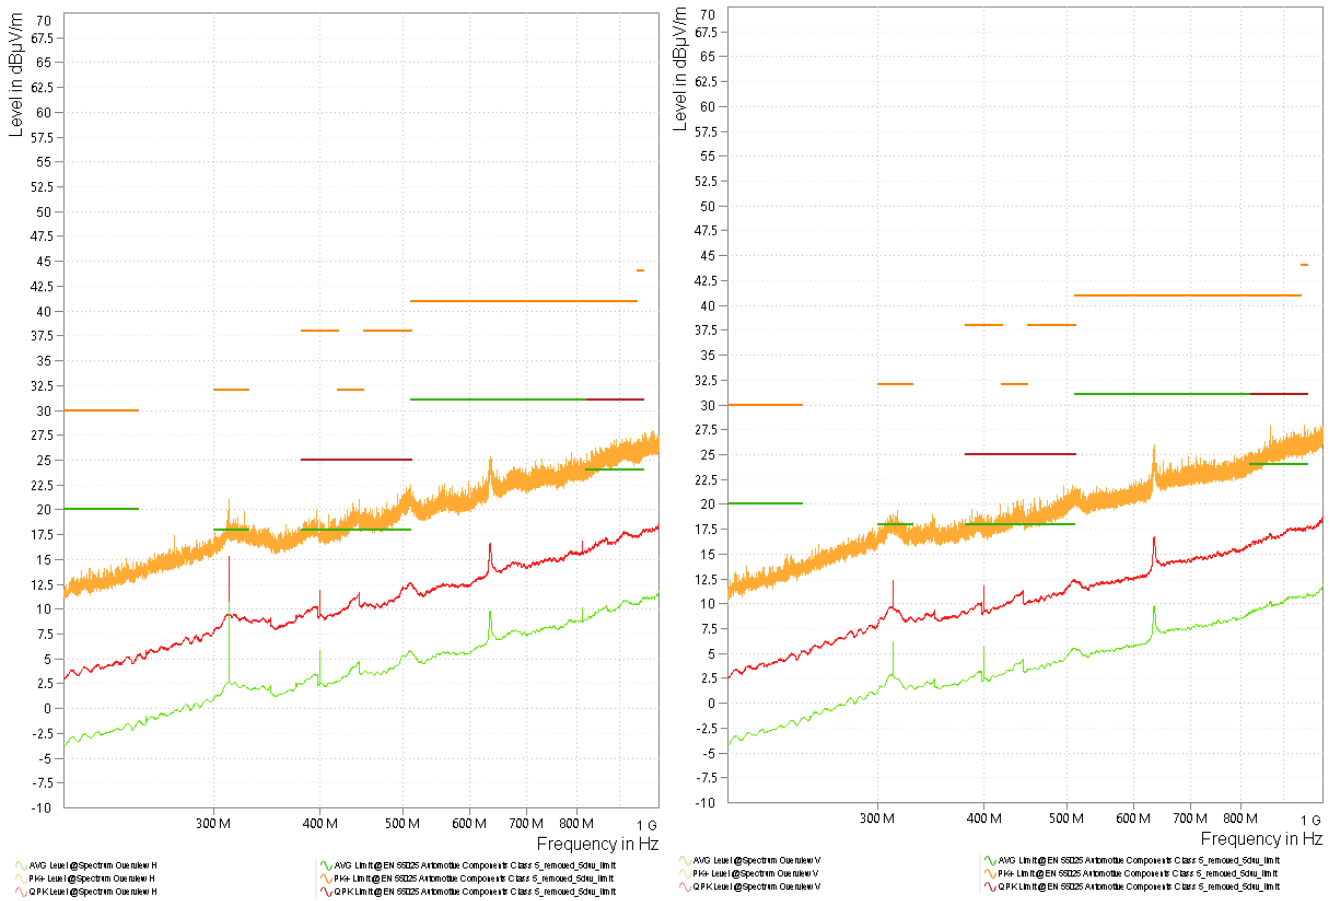 Level in dBµV/m
70
67.5
65
62.5
60
57.5
55
52.5
50
47.5
45
42.5
40
37.5
35
32.5
30
27.5
25
22.5
20
17.5
15
12.5
10
7.5
5
2.5
0
-2.5
-5
-7.5
-10
300 M
400 M
500 M
600 M
700 M
800 M
1 G
Frequency in Hz
AVG Level@Spectrum Overview H
PK+ Level@Spectrum Overview H
QPK Level@Spectrum Overview H
AVG Limit@EN 55025 Automotive Components Class 5_removed_5dwu_limit
PK+ Limit@EN 55025 Automotive Components Class 5_removed_5dwu_limit
QPK Limit@EN 55025 Automotive Components Class 5_removed_5dwu_limit
Level in dBµV/m
70
67.5
65
62.5
60
57.5
55
52.5
50
47.5
45
42.5
40
37.5
35
32.5
30
27.5
25
22.5
20
17.5
15
12.5
10
7.5
5
2.5
0
-2.5
-5
-7.5
-10
300 M
400 M
500 M
600 M
700 M
800 M
1 G
Frequency in Hz
AVG Level@Spectrum Overview V
PK+ Level@Spectrum Overview V
QPK Level@Spectrum Overview V
AVG Limit@EN 55025 Automotive Components Class 5_removed_5dwu_limit
PK+ Limit@EN 55025 Automotive Components Class 5_removed_5dwu_limit
QPK Limit@EN 55025 Automotive Components Class 5_removed_5dwu_limit